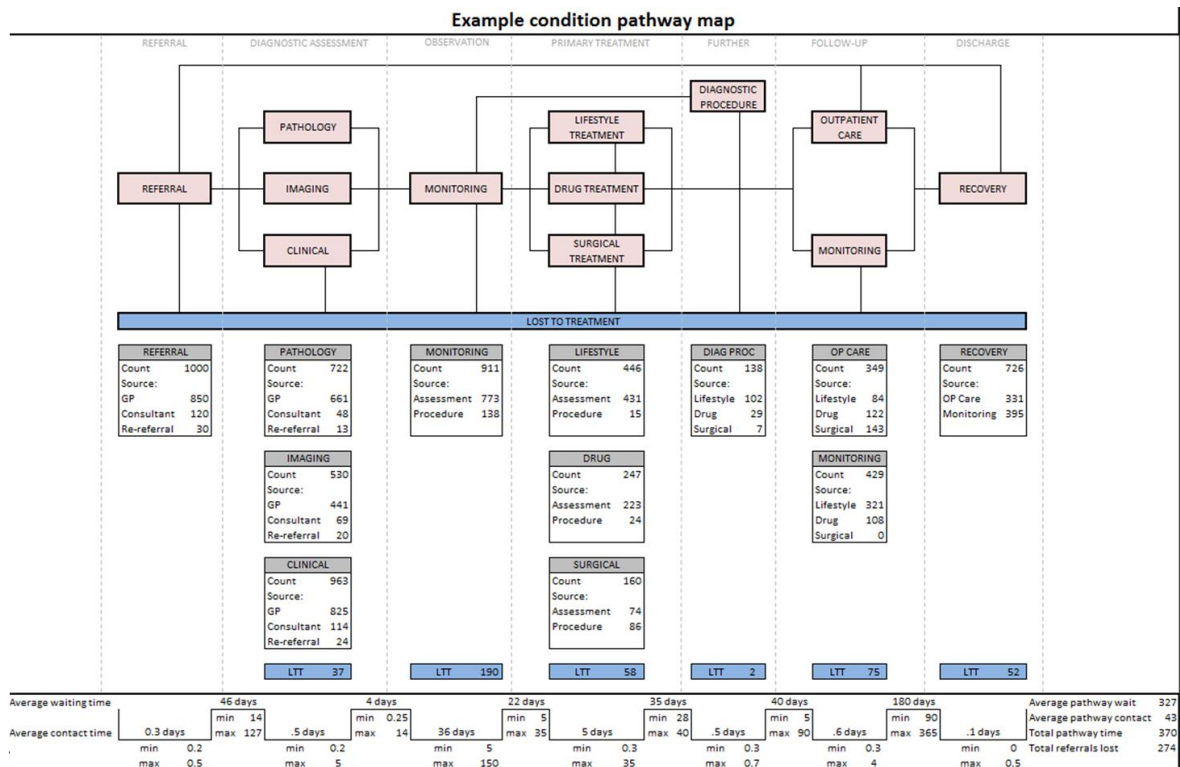 Example condition pathway map
REFERRAL DIAGNOSTIC ASSESSMENT OBSERVATION PRIMARY TREATMENT FURTHER FOLLOW-UP DISCHARGE
DIAGNOSTIC
PROCEDURE
PATHOLOGY
LIFESTYLE
TREATMENT
OUTPATIENT
CARE
REFERRAL IMAGING MONITORING DRUG TREATMENT RECOVERY
CLINICAL
SURGICAL
TREATMENT
MONITORING
LOST TO TREATMENT
REFERRAL
Count 1000
Source:
GP 850
Consultant 120
Re-referral 30
PATHOLOGY
Count 722
Source:
GP 661
Consultant 48
Re-referral 13
IMAGING
Count 530
Source:
GP 441
Consultant 69
Re-referral 20
CLINICAL
Count 963
Source:
GP 825
Consultant 114
Re-referral 24
LTT 37
MONITORING
Count 911
Source:
Assessment 773
Procedure 138
LTT 190
LIFESTYLE
Count 446
Source:
Assessment 431
Procedure 15
DRUG
Count 247
Source:
Assessment 223
Procedure 24
SURGICAL
Count 160
Source:
Assessment 74
Procedure 86
LTT 58
DIAG PROC
Count 138
Source:
Lifestyle 102
Drug 29
Surgical 7
LTT 2
OP CARE
Count 349
Source:
Lifestyle 84
Drug 122
Surgical 143
MONITORING
Count 429
Source:
Lifestyle 321
Drug 108
Surgical 0
LTT 75
RECOVERY
Count 726
Source:
OP Care 331
Monitoring 395
LTT 52
Average waiting time 46 days 4 days 22 days 35 days 40 days 180 days Average pathway wait 327
min 14 min 0.25 min 5 min 28 min 5 min 90 Average pathway contact 43
Average contact time 0.3 days max 127 .5 days max 14 36 days max 35 5 days max 40 .5 days max 90 .6 days max 365 .1 days Total pathway time 370
min 0.2 min 0.2 min 5 min 0.3 min 0.3 min 0.3 min 0 Total referrals lost 274
max 0.5 max 5 max 150 max 35 max 0.7 max 4 max 0.5